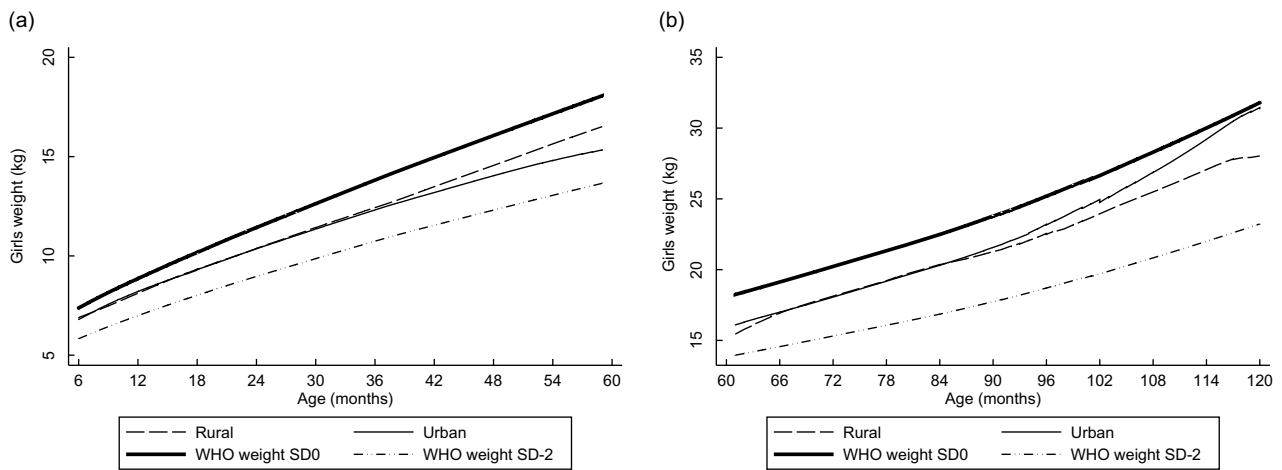 (a)
20
15
10
5
Girls weight (kg)
6 12 18 24 30 36 42 48 54 60
Age (months)
Rural Urban
WHO weight SD0 WHO weight SD-2
(b)
35
30
25
20
15
Girls weight (kg)
60 66 72 78 84 90 96 102 108 114 120
Age (months)
Rural Urban
WHO weight SD0 WHO weight SD-2